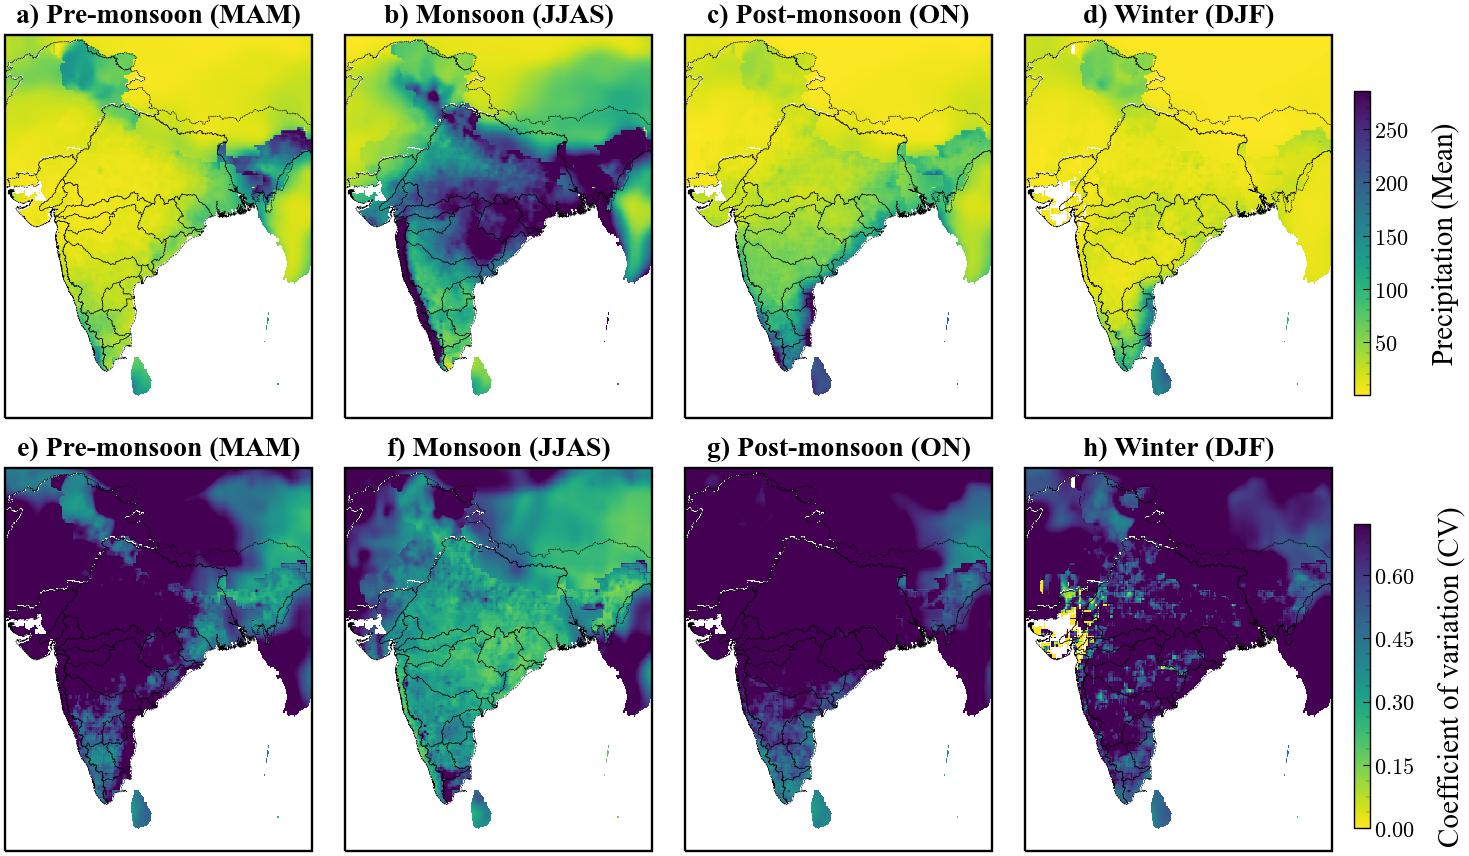 a) Pre-monsoon (MAM)
b) Monsoon (JJAS)
c) Post-monsoon (ON)
d) Winter (DJF)
250
200
150
100
50
Precipitation (Mean)
e) Pre-monsoon (MAM)
f) Monsoon (JJAS)
g) Post-monsoon (ON)
h) Winter (DJF)
0.60
0.45
0.30
0.15
0.00
Coefficient of variation (CV)